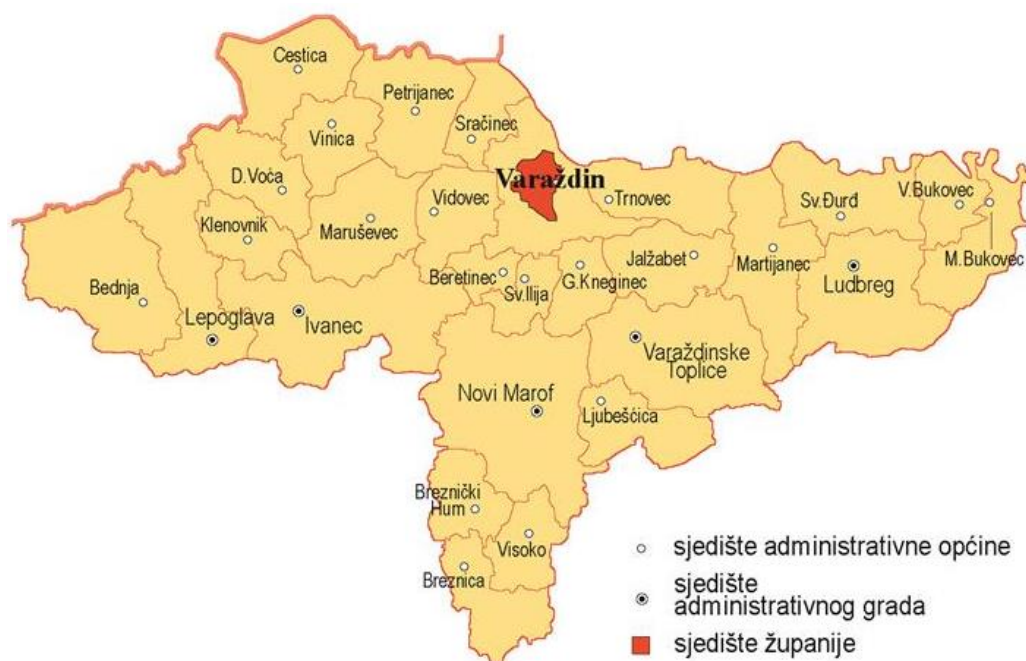 Cestica
Petrijanec
Vinica
Sračinec
D.Voća
Varaždin
Vidovec
Trnovec
Sv.Đurđ
V.Bukovec
Klenovnik
Maruševec
M.Bukovec
Bednja
Beretinec
Sv.Ilija
G.Kneginec
Jalžabet
Martijanec
Ludbreg
Lepoglava
Ivanec
Varaždinske
Toplice
Novi Marof
Ljubešćica
Breznički
Hum
Visoko
Breznica
sjedište administrativne općine
sjedište
administrativnog grada
sjedište županije